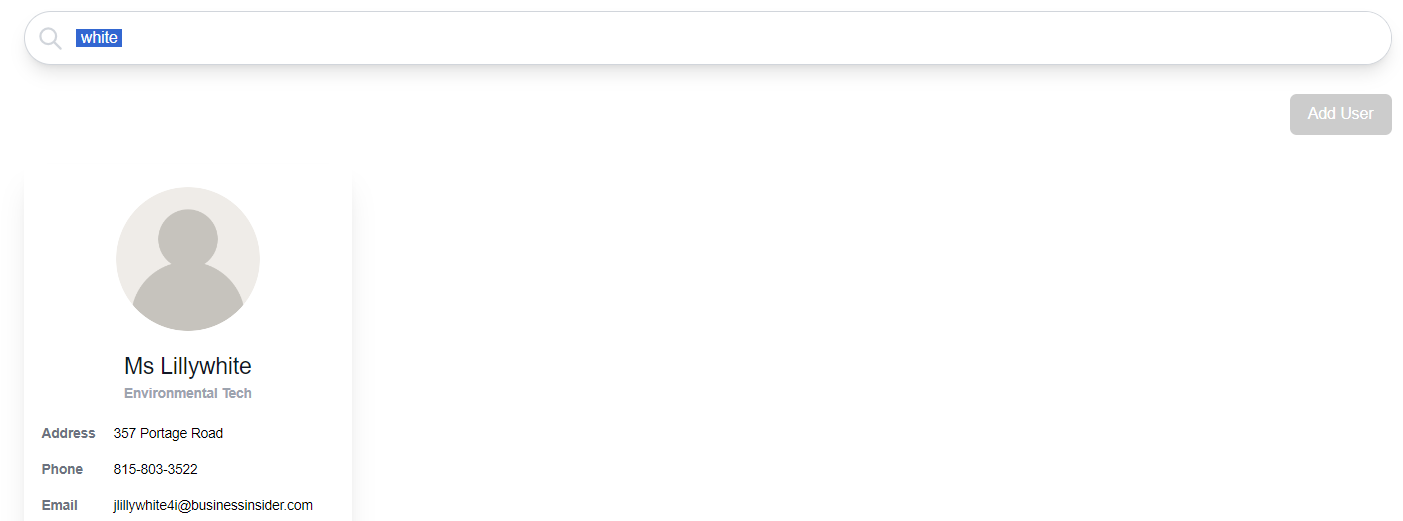 white
Add User
Ms Lillywhite
Environmental Tech
Address 357 Portage Road
Phone 815-803-3522
Email jlillywhite4i@businessinsider.com